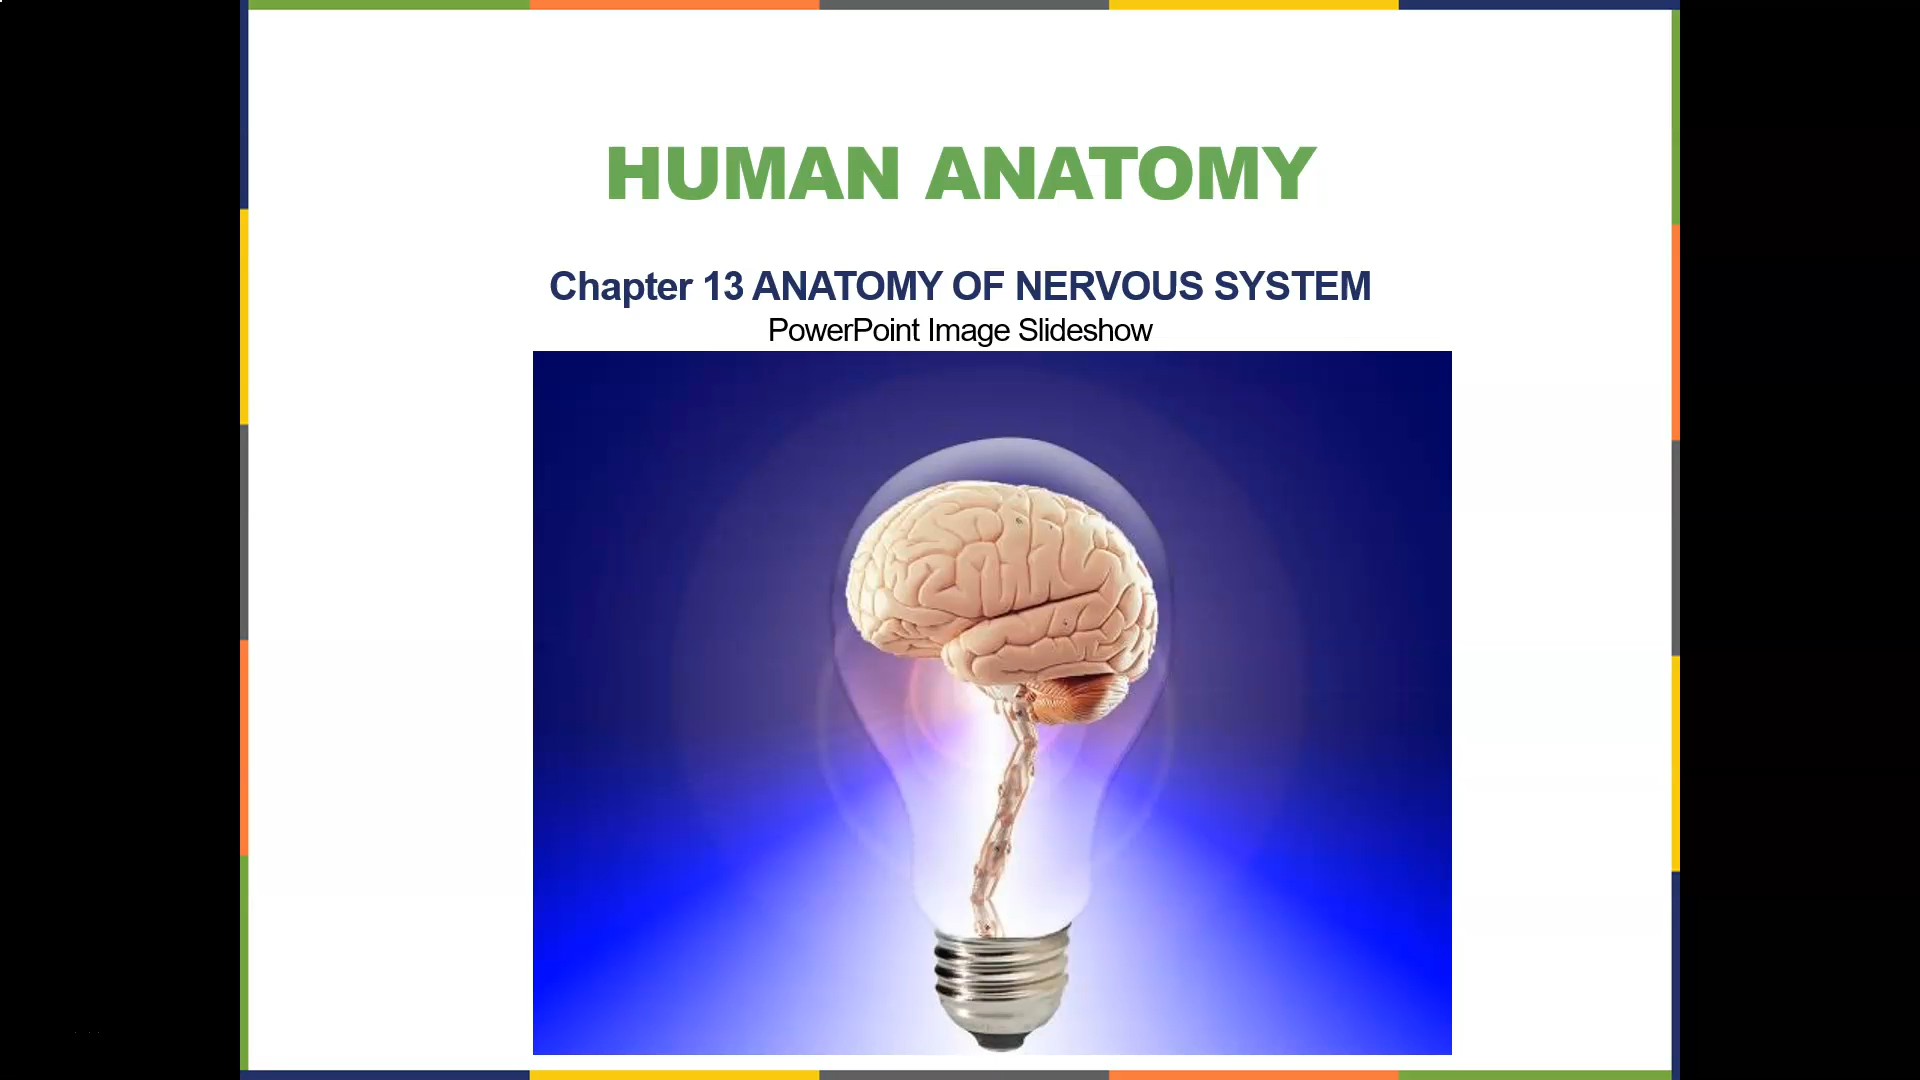 HUMAN ANATOMY
Chapter 13 ANATOMY OF NERVOUS SYSTEM
PowerPoint Image Slideshow